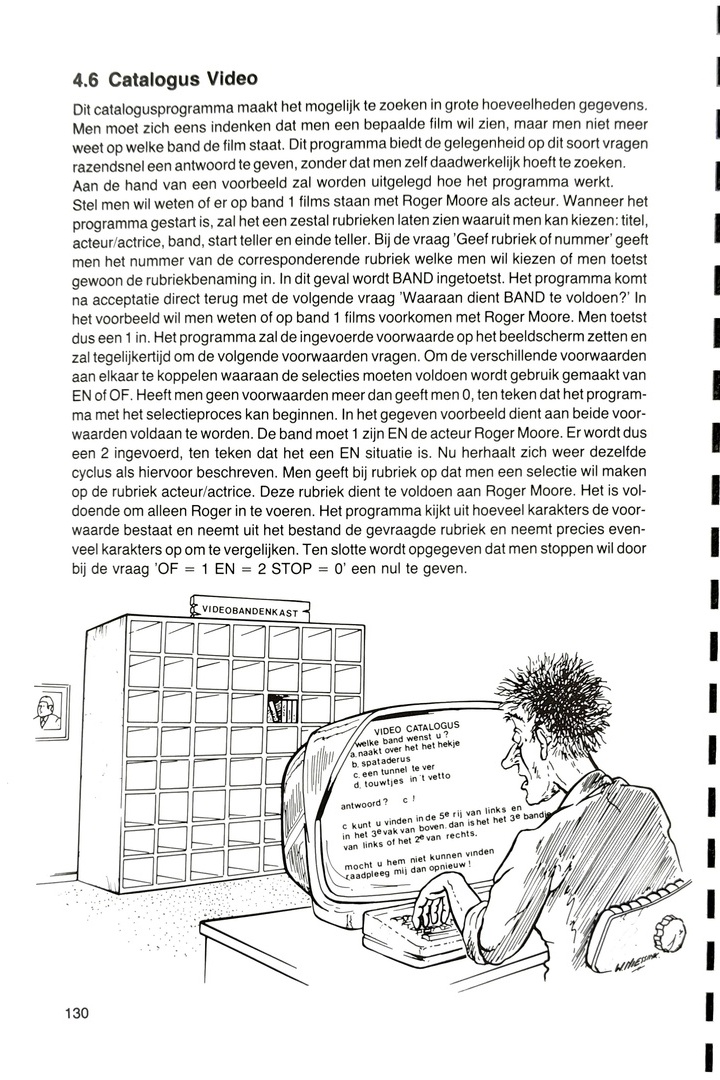 4.6 Catalogus Video
Dit catalogusprogramma maakt het mogelijk te zoeken in grote hoeveelheden gegevens.
Men moet zich eens indenken dat men een bepaalde film wil zien, maar men niet meer
weet op welke band de film staat. Dit programma biedt de gelegenheid op dit soort vragen
razendsnel een antwoord te geven, zonder dat men zelf daadwerkelijk hoeft te zoeken.
Aan de hand van een voorbeeld zal worden uitgelegd hoe het programma werkt.
Stel men wil weten of er op band 1 films staan met Roger Moore als acteur. Wanneer het
programma gestart is, zal het een zestal rubrieken laten zien waaruit men kan kiezen: titel,
acteur/actrice, band, start teller en einde teller. Bij de vraag 'Geef rubriek of nummer' geeft
men het nummer van de corresponderende rubriek welke men wil kiezen of men toetst
gewoon de rubriekbenaming in. In dit geval wordt BAND ingetoetst. Het programma komt
na acceptatie direct terug met de volgende vraag 'Waaraan dient BAND te voldoen?' In
het voorbeeld wil men weten of op band 1 films voorkomen met Roger Moore. Men toetst
dus een 1 in. Het programma zal de ingevoerde voorwaarde op het beeldscherm zetten en
zal tegelijkertijd om de volgende voorwaarden vragen. Om de verschillende voorwaarden
aan elkaar te koppelen waaraan de selecties moeten voldoen wordt gebruik gemaakt van
EN of OF. Heeft men geen voorwaarden meer dan geeft men 0, ten teken dat het program-
ma met het selectieproces kan beginnen. In het gegeven voorbeeld dient aan beide voor-
waarden voldaan te worden. De band moet 1 zijn EN de acteur Roger Moore. Er wordt dus
een 2 ingevoerd, ten teken dat het een EN situatie is. Nu herhaalt zich weer dezelfde
cyclus als hiervoor beschreven. Men geeft bij rubriek op dat men een selectie wil maken
op de rubriek acteur/actrice. Deze rubriek dient te voldoen aan Roger Moore. Het is vol-
doende om alleen Roger in te voeren. Het programma kijkt uit hoeveel karakters de voor-
waarde bestaat en neemt uit het bestand de gevraagde rubriek en neemt precies even-
veel karakters op om te vergelijken. Ten slotte wordt opgegeven dat men stoppen wil door
bij de vraag 'OF = 1 EN = 2 STOP = 0' een nul te geven.
VIDEOBANDENKAST
VIDEO CATALOGUS
welke band wenst u?
a. naakt over het het hekje
b. spataderus
c. een tunnel te ver
d. touwtjes in 't vetto
antwoord? c !
c kunt u vinden in de 5e rij van links en
in het 3e vak van boven. dan is het het 3e bandje
van links of het 2e van rechts.
mocht u hem niet kunnen vinden
raadpleeg mij dan opnieuw !
W. NIESSINK
130